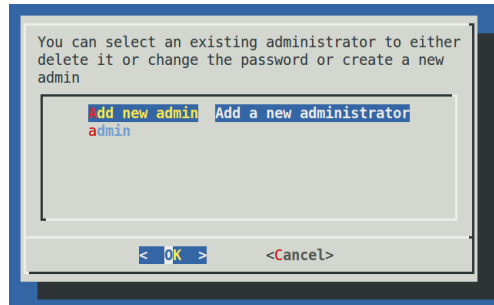 You can select an existing administrator to either
delete it or change the password or create a new
admin
Add new admin  Add a new administrator
admin
<  OK  >  <Cancel>